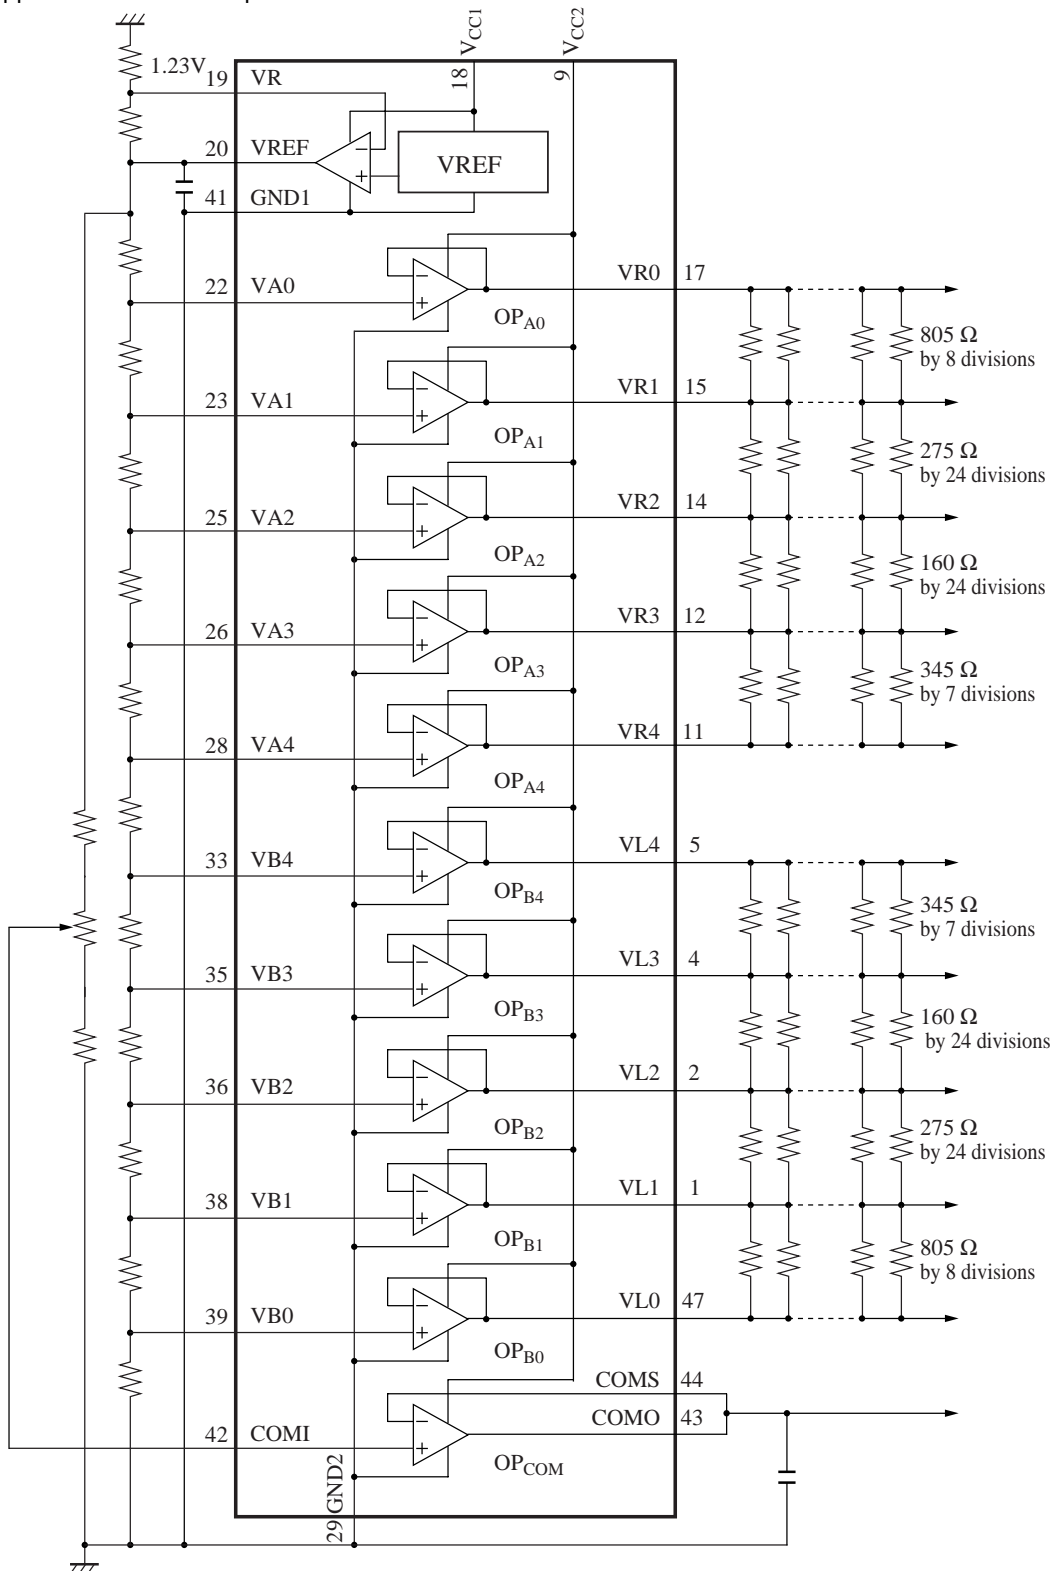 V_CC1
V_CC2
18
9
1.23V
19 VR
20 VREF
VREF
41 GND1
22 VA0
VR0 17
OP_A0
805 Ω
by 8 divisions
23 VA1
VR1 15
OP_A1
275 Ω
by 24 divisions
25 VA2
VR2 14
OP_A2
160 Ω
by 24 divisions
26 VA3
VR3 12
OP_A3
345 Ω
by 7 divisions
28 VA4
VR4 11
OP_A4
33 VB4
VL4 5
OP_B4
345 Ω
by 7 divisions
35 VB3
VL3 4
OP_B3
160 Ω
by 24 divisions
36 VB2
VL2 2
OP_B2
275 Ω
by 24 divisions
38 VB1
VL1 1
OP_B1
805 Ω
by 8 divisions
39 VB0
VL0 47
OP_B0
COMS 44
COMO 43
42 COMI
OP_COM
29 GND2